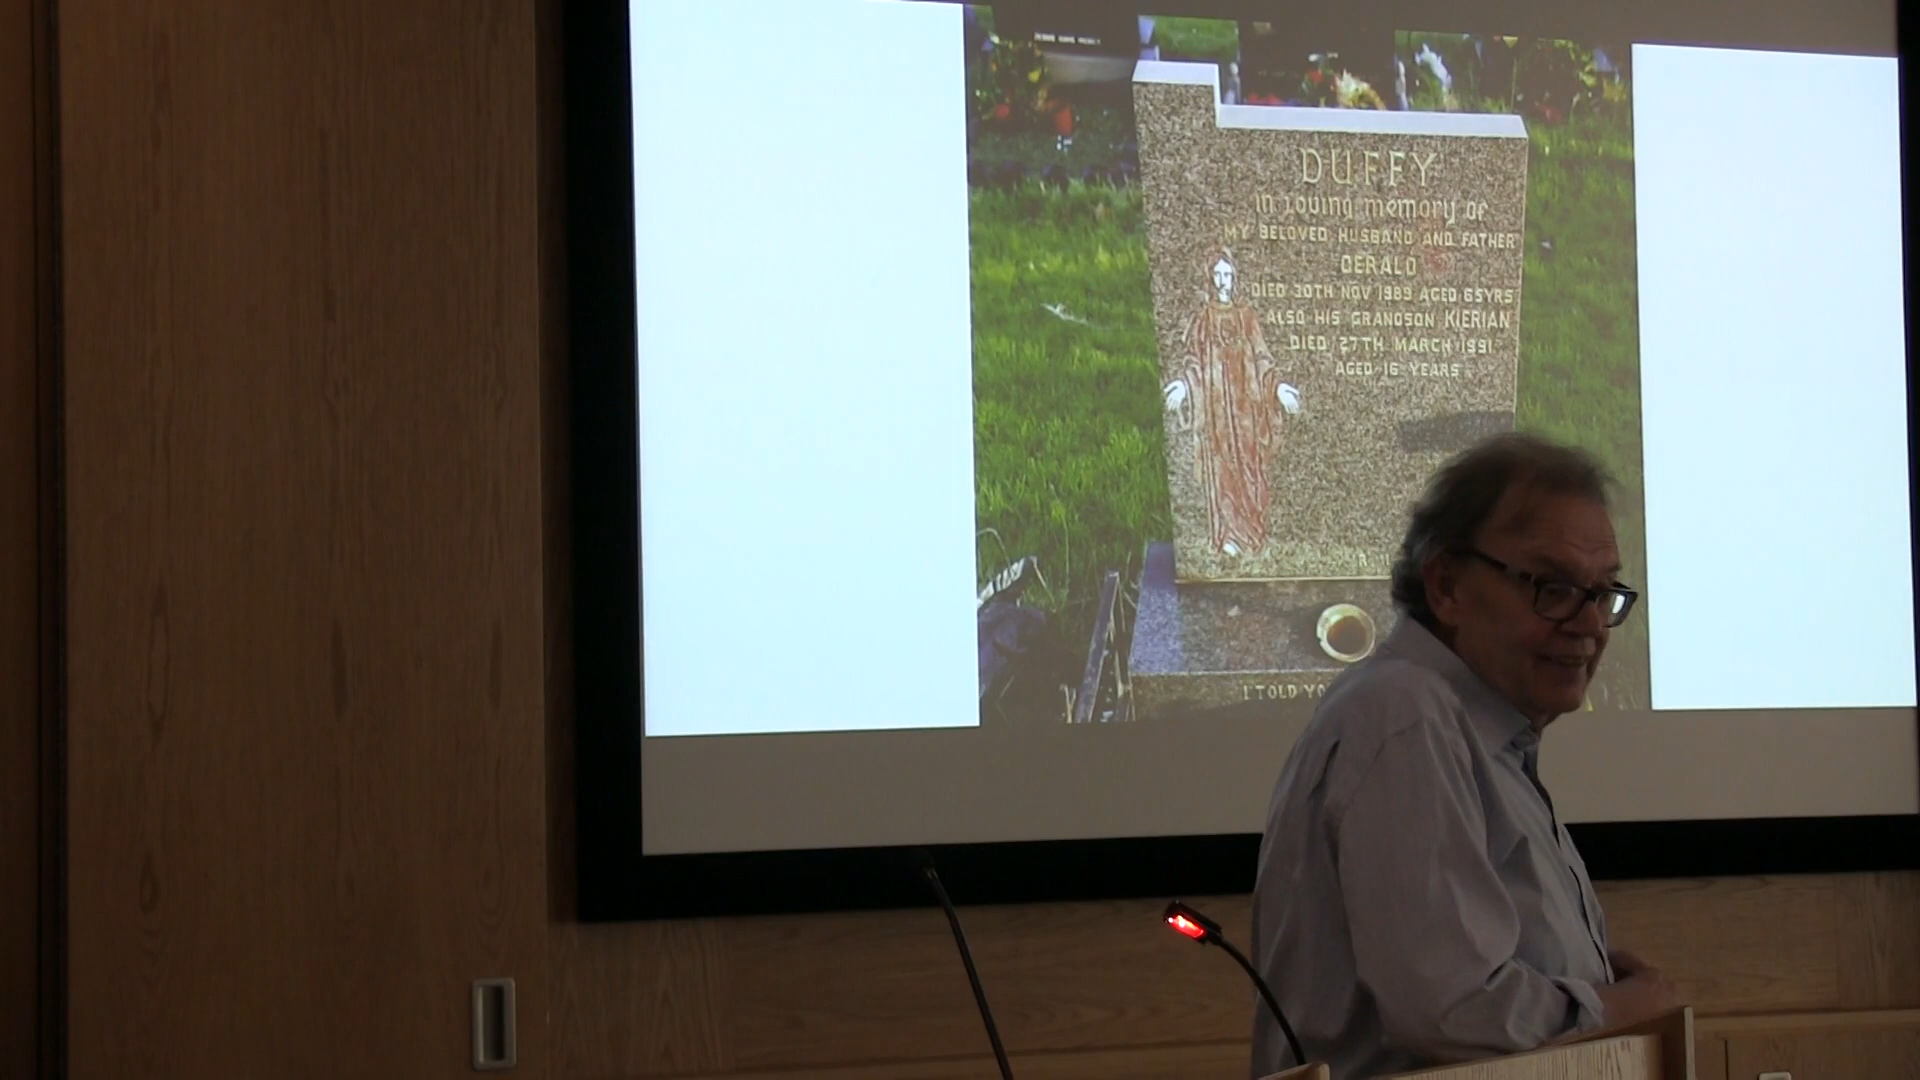 DUFFY
in Loving memory of
MY BELOVED HUSBAND AND FATHER
GERALD
DIED 30TH NOV 1989 AGED 65YRS
ALSO HIS GRANDSON KIERIAN
DIED 27TH MARCH 1991
AGED 16 YEARS
I TOLD